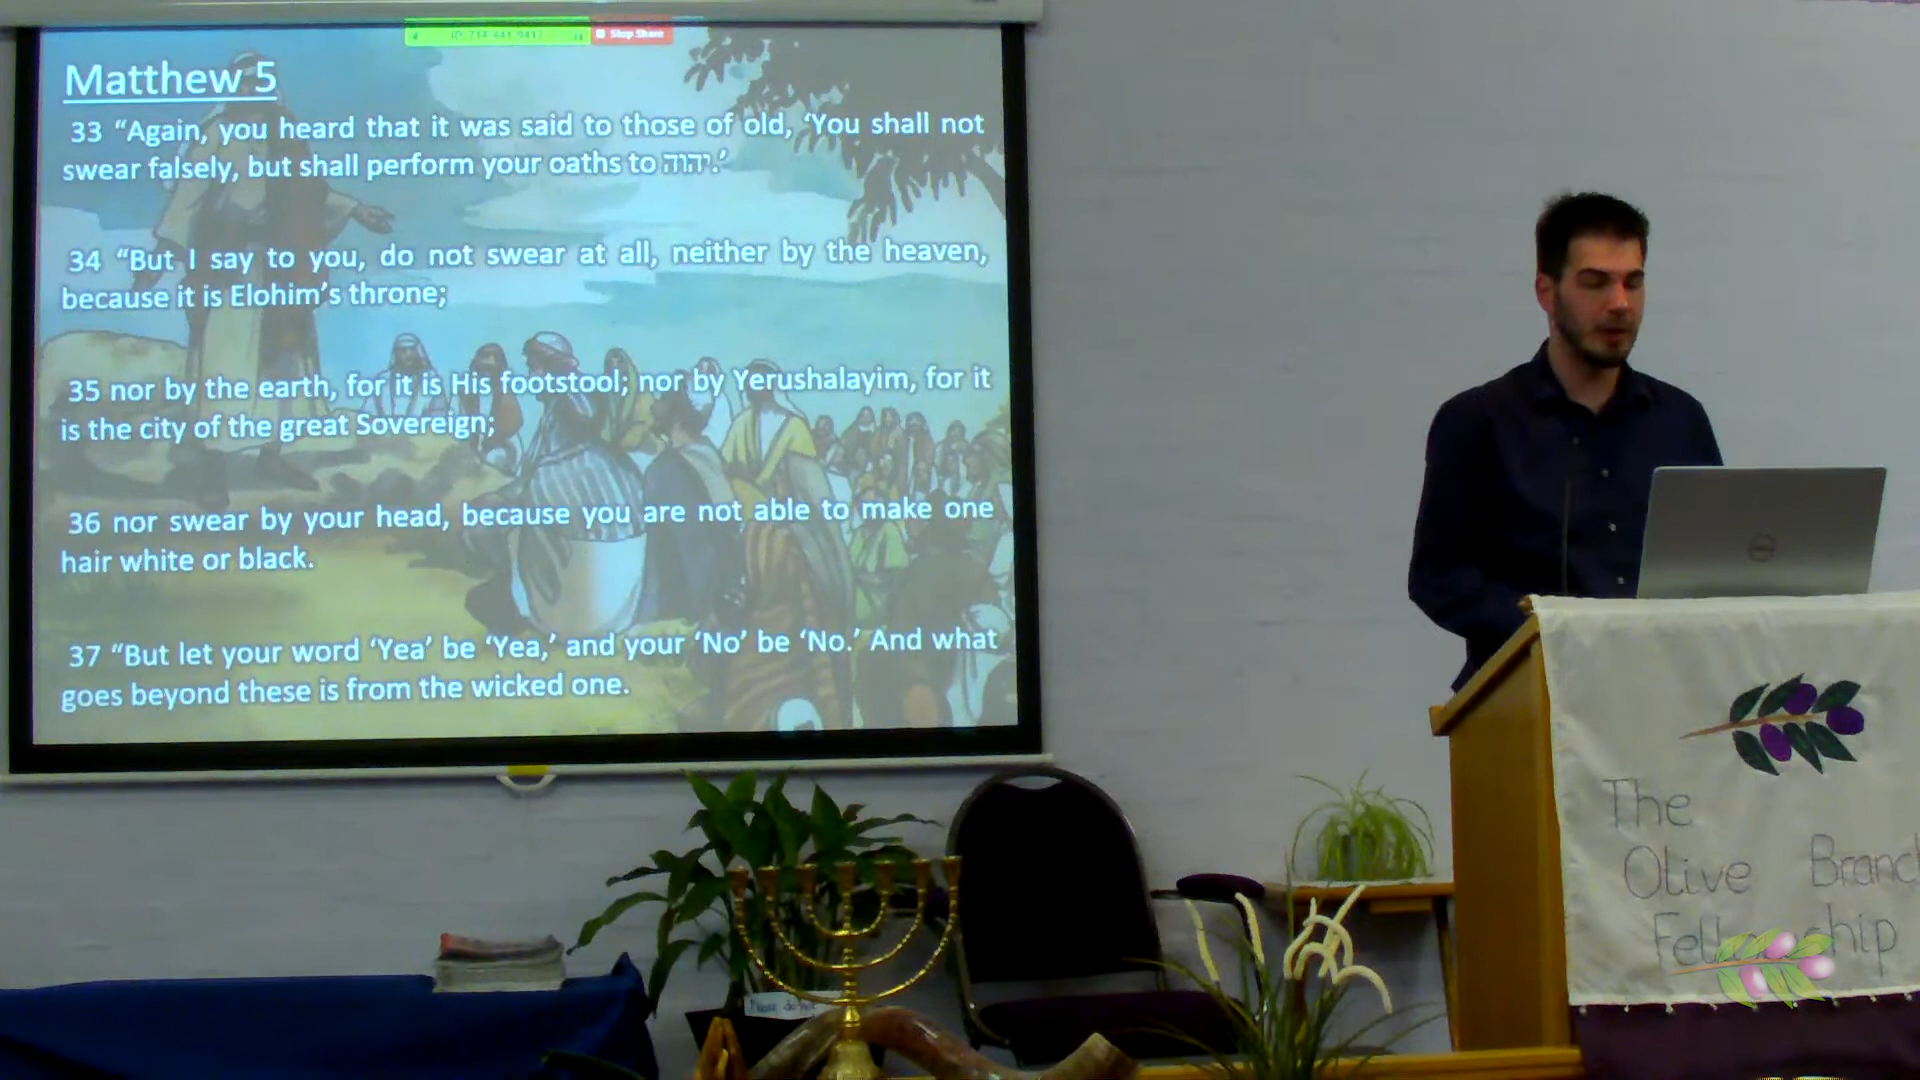 Stop Share
Matthew 5
33 “Again, you heard that it was said to those of old, ‘You shall not
swear falsely, but shall perform your oaths to יהוה.’
34 “But I say to you, do not swear at all, neither by the heaven,
because it is Elohim’s throne;
35 nor by the earth, for it is His footstool; nor by Yerushalayim, for it
is the city of the great Sovereign;
36 nor swear by your head, because you are not able to make one
hair white or black.
37 “But let your word ‘Yea’ be ‘Yea,’ and your ‘No’ be ‘No.’ And what
goes beyond these is from the wicked one.
The
Olive Branch
Fellowship
Please do not